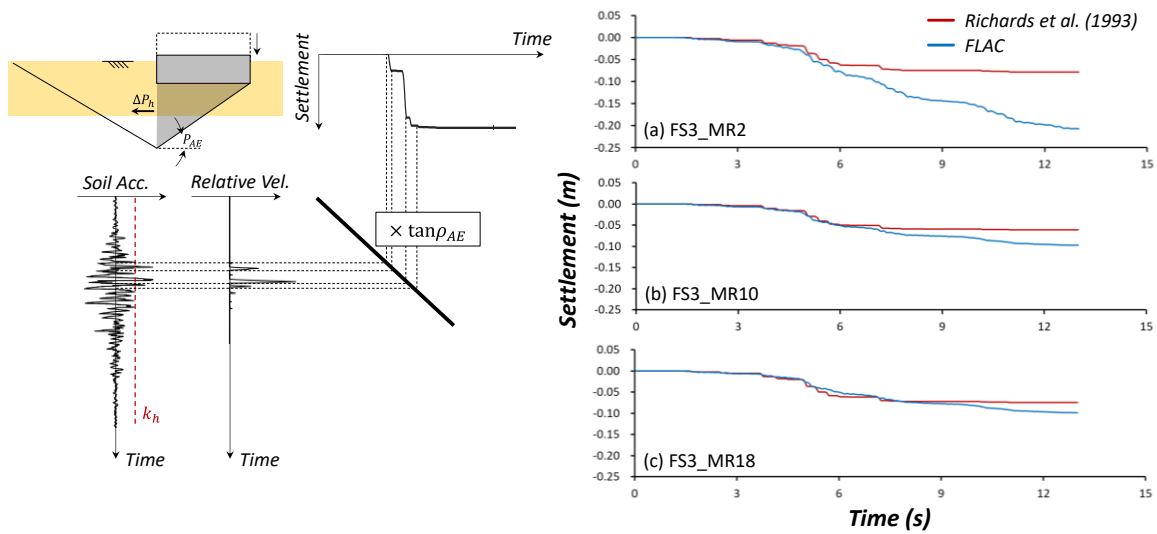 Time
Settlement
ΔP_h
P_AE
Soil Acc.
Relative Vel.
× tanρ_AE
k_h
Time
Time
Richards et al. (1993)
FLAC
0.05
0.00
-0.05
-0.10
-0.15
-0.20
-0.25
(a) FS3_MR2
0 3 6 9 12 15
0.05
0.00
-0.05
-0.10
-0.15
-0.20
-0.25
(b) FS3_MR10
0 3 6 9 12 15
0.05
0.00
-0.05
-0.10
-0.15
-0.20
-0.25
(c) FS3_MR18
0 3 6 9 12 15
Settlement (m)
Time (s)